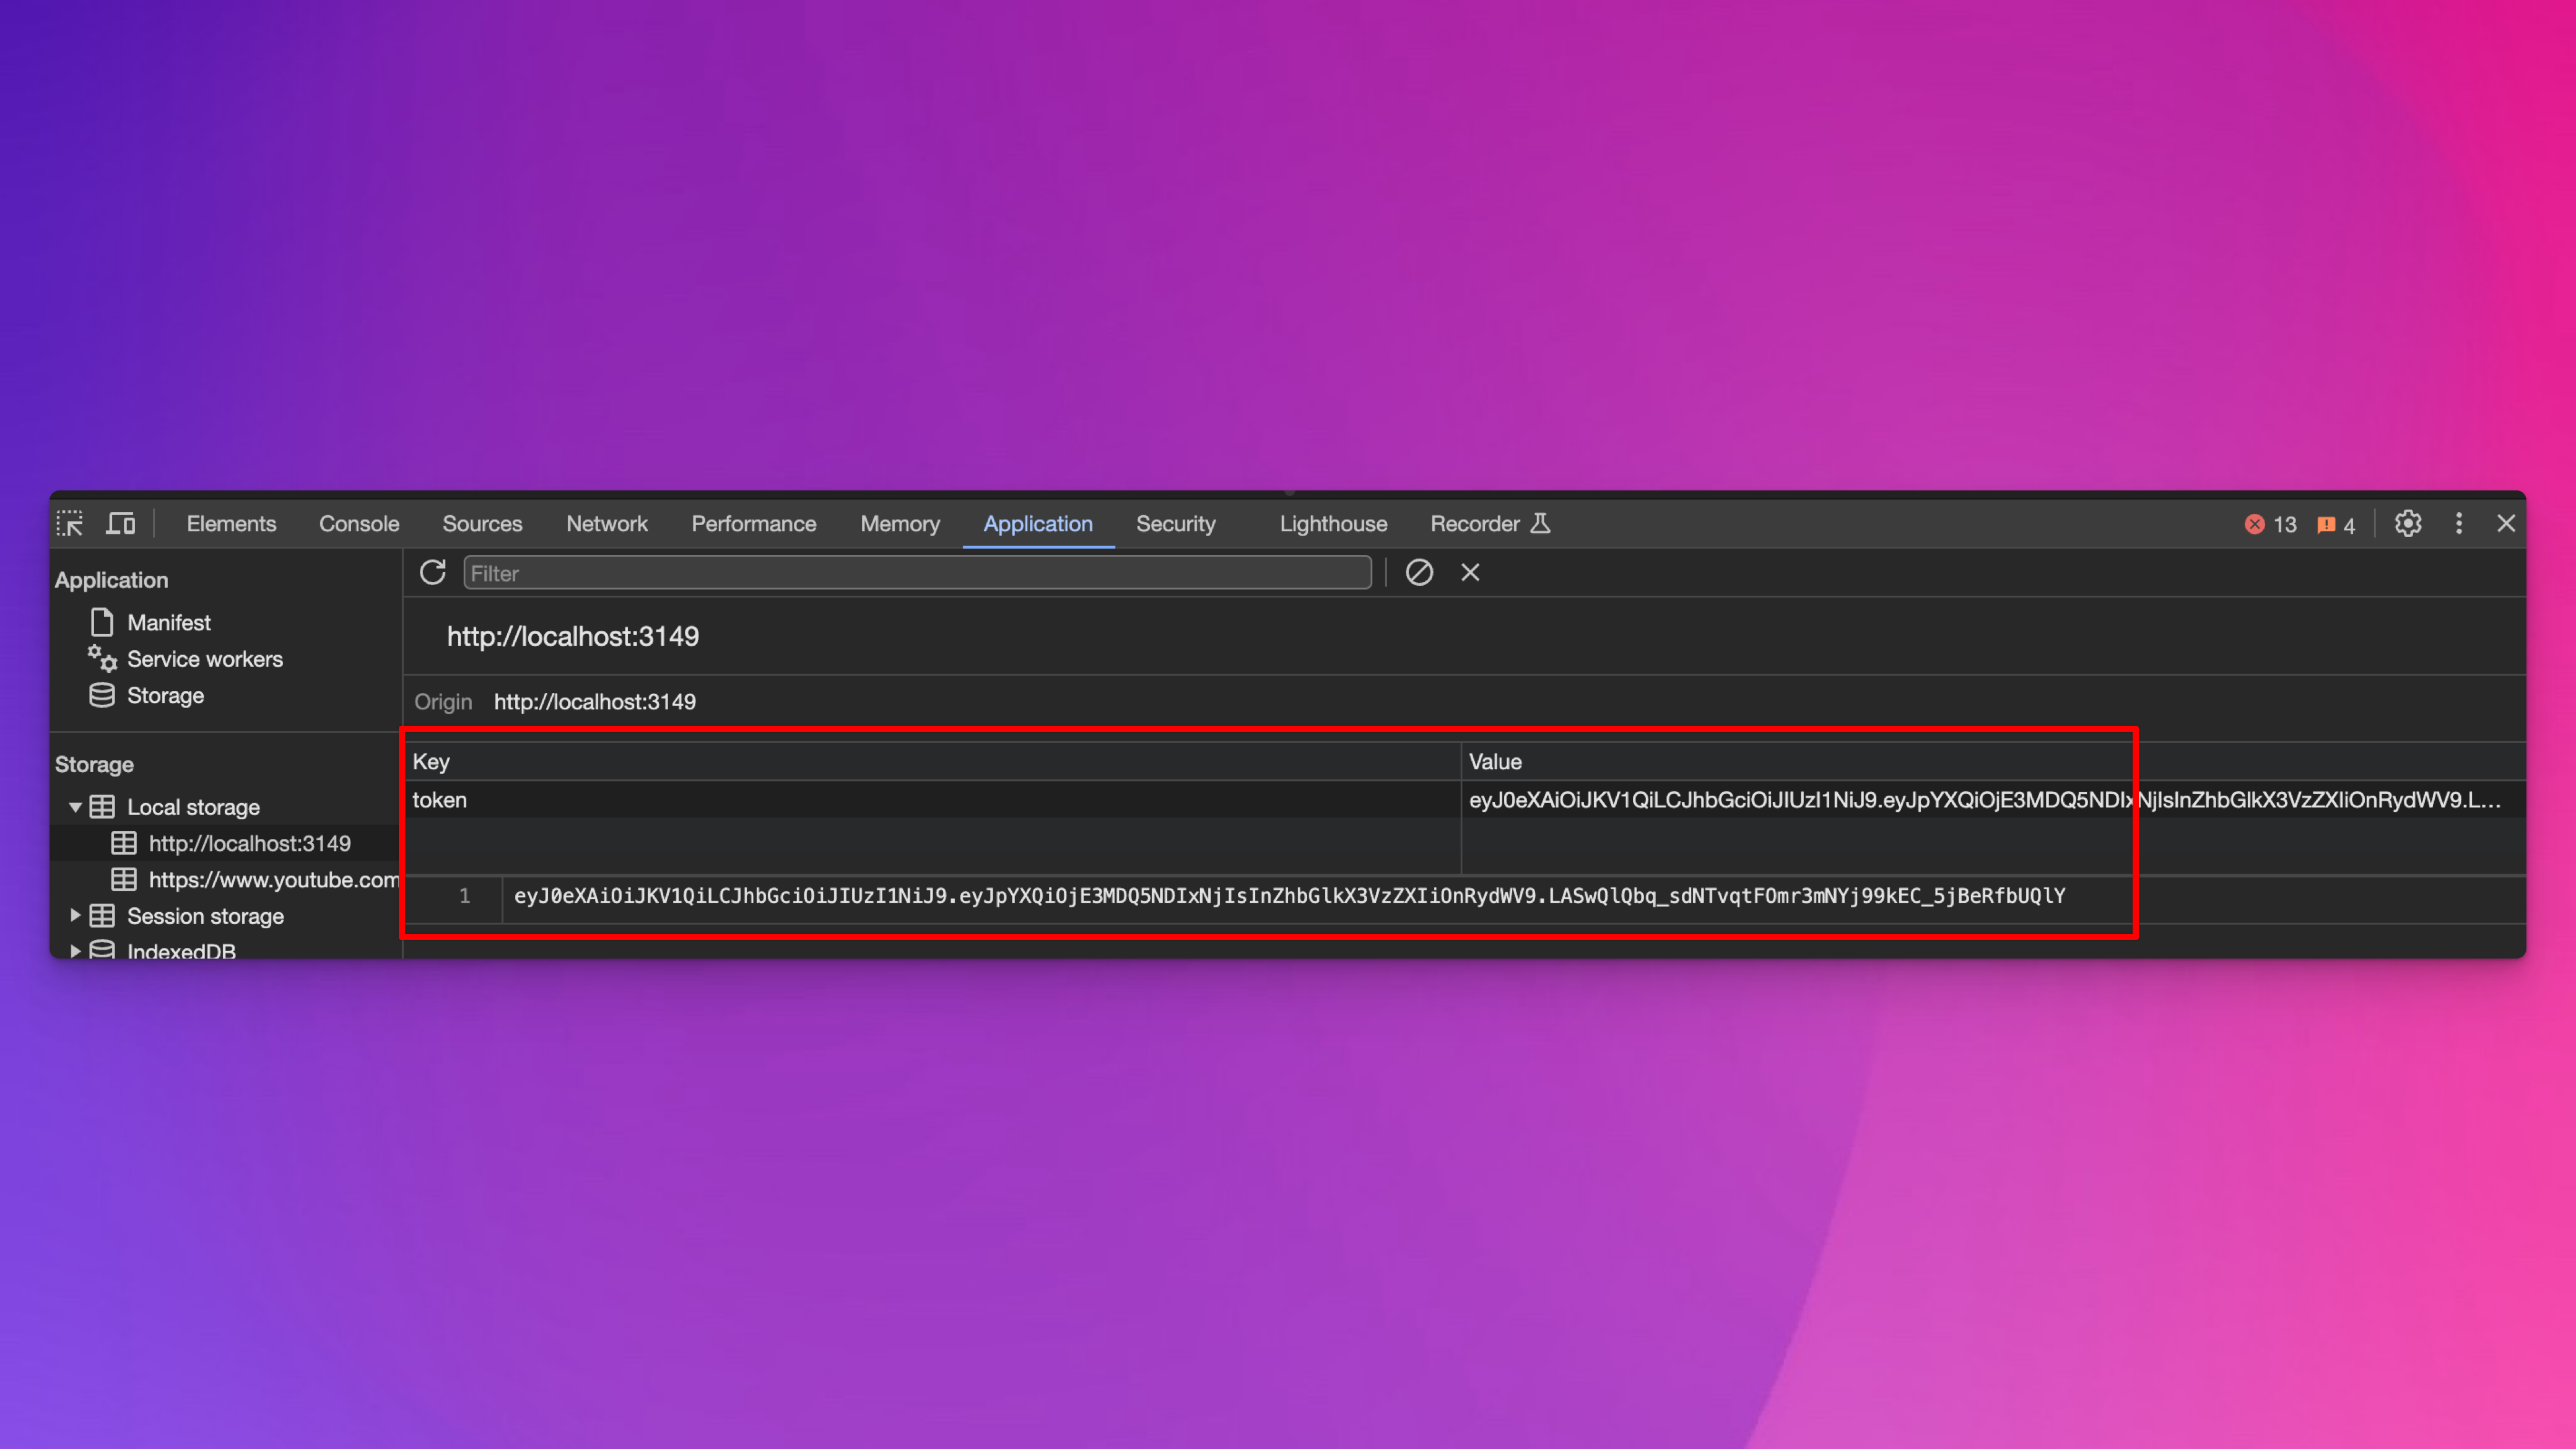 Elements Console Sources Network Performance Memory Application Security Lighthouse Recorder 13 4
Application
Manifest
Service workers
Storage
Storage
Local storage
http://localhost:3149
https://www.youtube.com
Session storage
IndexedDB
Filter
http://localhost:3149
Origin http://localhost:3149
Key Value
token eyJ0eXAiOiJKV1QiLCJhbGciOiJIUzI1NiJ9.eyJpYXQiOjE3MDQ5NDIxNjIsInZhbGlkX3VzZXIiOnRydWV9.L...
1 eyJ0eXAiOiJKV1QiLCJhbGciOiJIUzI1NiJ9.eyJpYXQiOjE3MDQ5NDIxNjIsInZhbGlkX3VzZXIiOnRydWV9.LASwQlQbq_sdNTvqtFOmr3mNYj99kEC_5jBeRfbUQlY